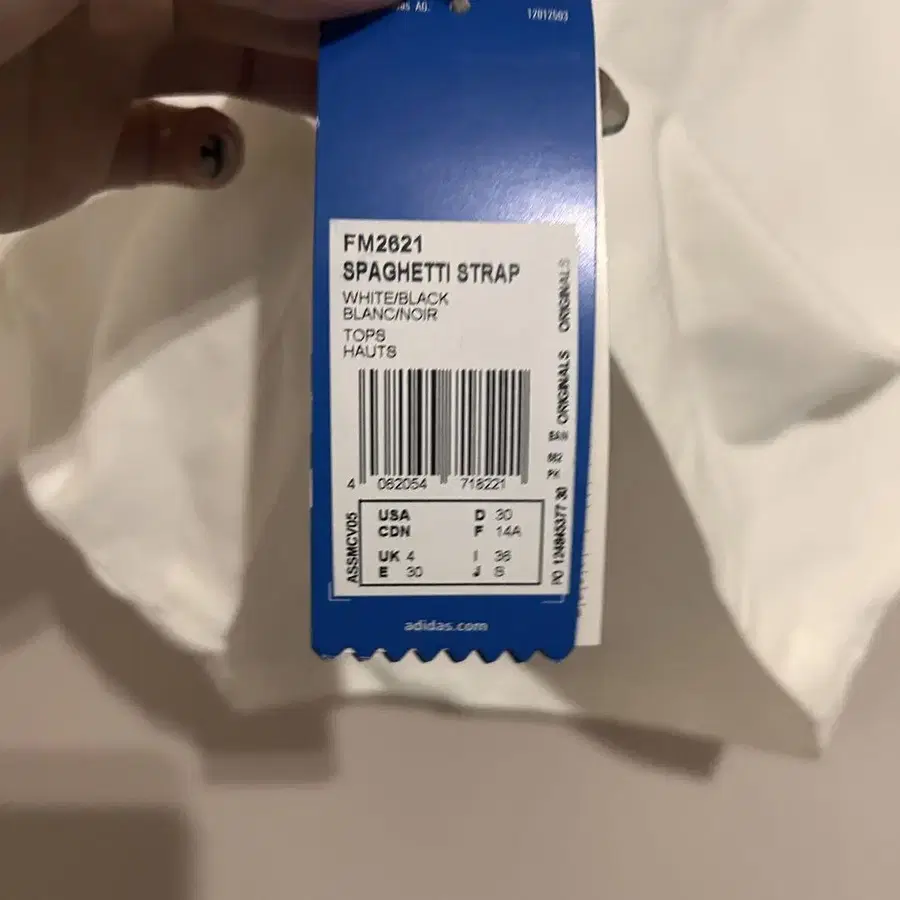 AG.
12012503
FM2621
SPAGHETTI STRAP
WHITE/BLACK
BLANC/NOIR
TOPS
HAUTS
4 062054 718221
USA D 30
CDN F 14A
UK 4 I 36
E 30 J S
ASSMCV05
ORIGINALS
ORIGINALS
PO 30
adidas.com